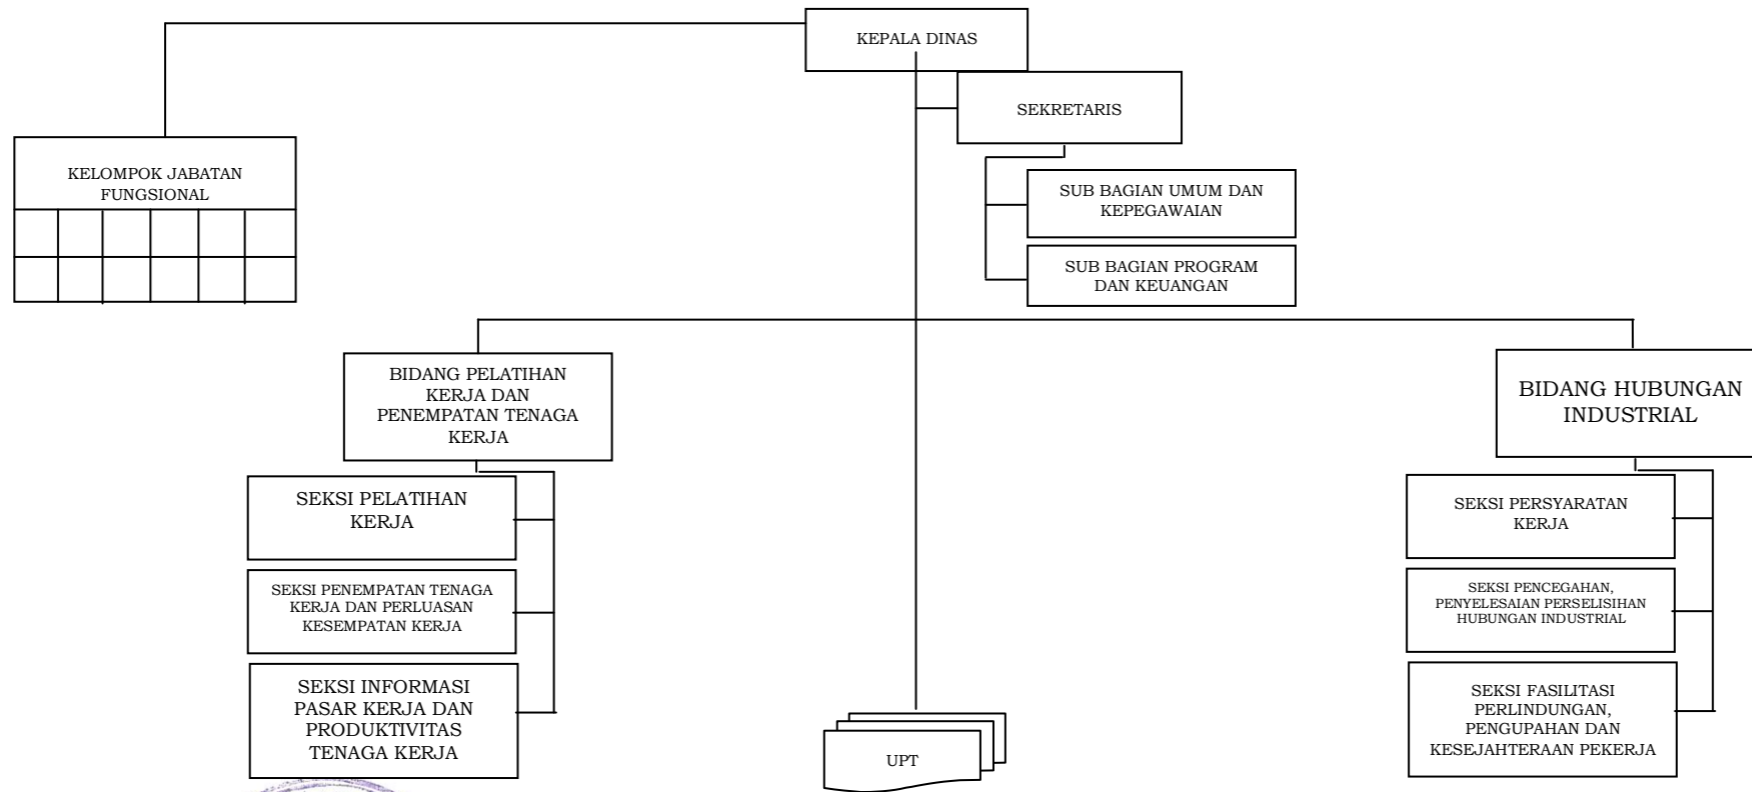 KEPALA DINAS
SEKRETARIS
KELOMPOK JABATAN
FUNGSIONAL
SUB BAGIAN UMUM DAN
KEPEGAWAIAN
SUB BAGIAN PROGRAM
DAN KEUANGAN
BIDANG PELATIHAN
KERJA DAN
PENEMPATAN TENAGA
KERJA
BIDANG HUBUNGAN
INDUSTRIAL
SEKSI PELATIHAN
KERJA
SEKSI PENEMPATAN TENAGA
KERJA DAN PERLUASAN
KESEMPATAN KERJA
SEKSI INFORMASI
PASAR KERJA DAN
PRODUKTIVITAS
TENAGA KERJA
SEKSI PERSYARATAN
KERJA
SEKSI PENCEGAHAN,
PENYELESAIAN PERSELISIHAN
HUBUNGAN INDUSTRIAL
SEKSI FASILITASI
PERLINDUNGAN,
PENGUPAHAN DAN
KESEJAHTERAAN PEKERJA
UPT